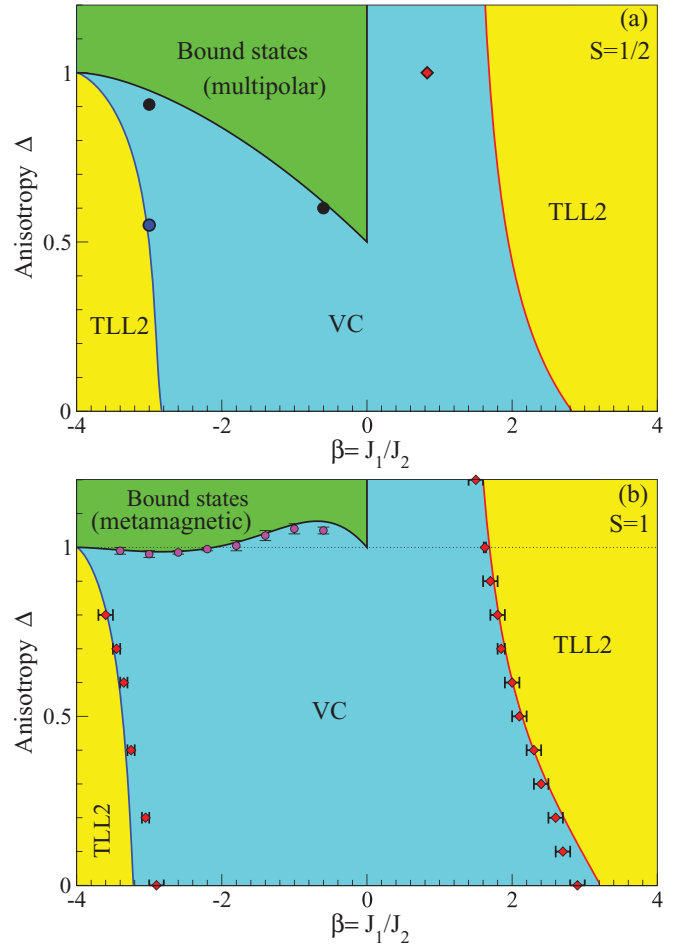 (a)
Bound states
(multipolar)
S=1/2
1
Anisotropy Δ
TLL2
0.5
TLL2
VC
0
-4
-2
0
2
4
β= J₁/J₂
(b)
Bound states
(metamagnetic)
S=1
1
Anisotropy Δ
TLL2
VC
0.5
TLL2
0
-4
-2
0
2
4
β= J₁/J₂